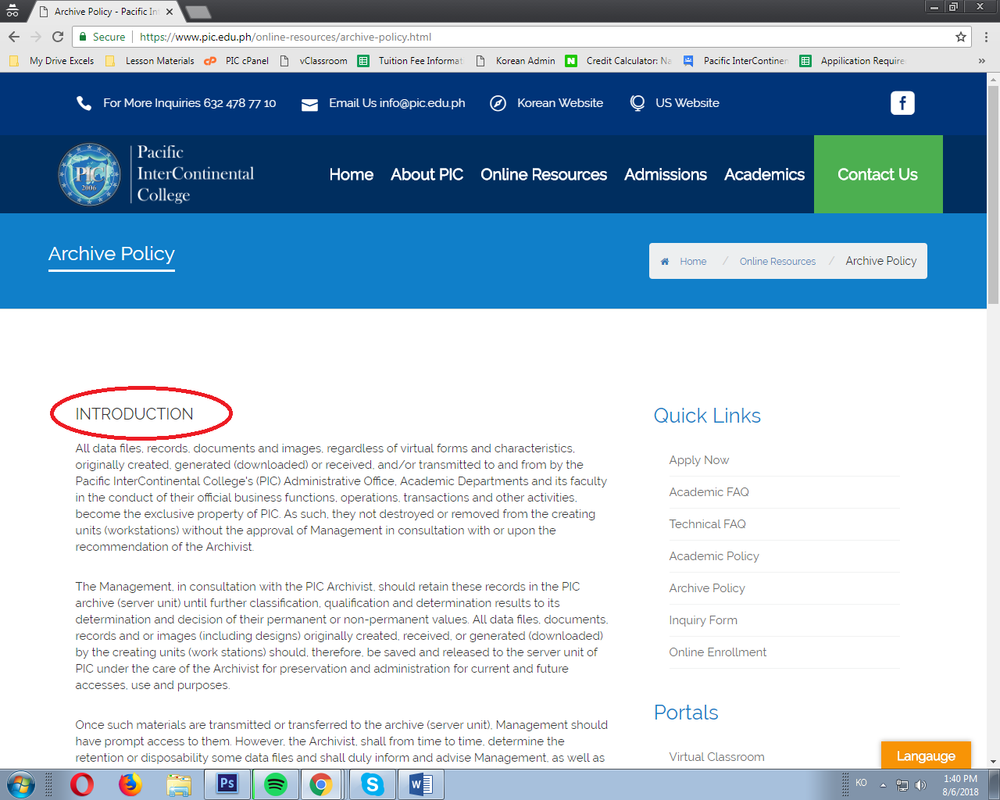 Archive Policy - Pacific Int
Secure
https://www.pic.edu.ph/online-resources/archive-policy.html
My Drive Excels
Lesson Materials
PIC cPanel
vClassroom
Tuition Fee Informat
Korean Admin
Credit Calculator: Na
Pacific InterContinen
Appilication Require
For More Inquiries 632 478 77 10
Email Us info@pic.edu.ph
Korean Website
US Website
PIC
2006
Pacific
InterContinental
College
Home
About PIC
Online Resources
Admissions
Academics
Contact Us
Archive Policy
Home / Online Resources / Archive Policy
INTRODUCTION
All data files, records, documents and images, regardless of virtual forms and characteristics,
originally created, generated (downloaded) or received, and/or transmitted to and from by the
Pacific InterContinental College's (PIC) Administrative Office, Academic Departments and its faculty
in the conduct of their official business functions, operations, transactions and other activities,
become the exclusive property of PIC. As such, they not destroyed or removed from the creating
units (workstations) without the approval of Management in consultation with or upon the
recommendation of the Archivist.
The Management, in consultation with the PIC Archivist, should retain these records in the PIC
archive (server unit) until further classification, qualification and determination results to its
determination and decision of their permanent or non-permanent values. All data files, documents,
records and or images (including designs) originally created, received, or generated (downloaded)
by the creating units (work stations) should, therefore, be saved and released to the server unit of
PIC under the care of the Archivist for preservation and administration for current and future
accesses, use and purposes.
Once such materials are transmitted or transferred to the archive (server unit), Management should
have prompt access to them. However, the Archivist, shall from time to time, determine the
retention or disposability some data files and shall duly inform and advise Management, as well as
Quick Links
Apply Now
Academic FAQ
Technical FAQ
Academic Policy
Archive Policy
Inquiry Form
Online Enrollment
Portals
Virtual Classroom
Langauge
KO
1:40 PM
8/6/2018